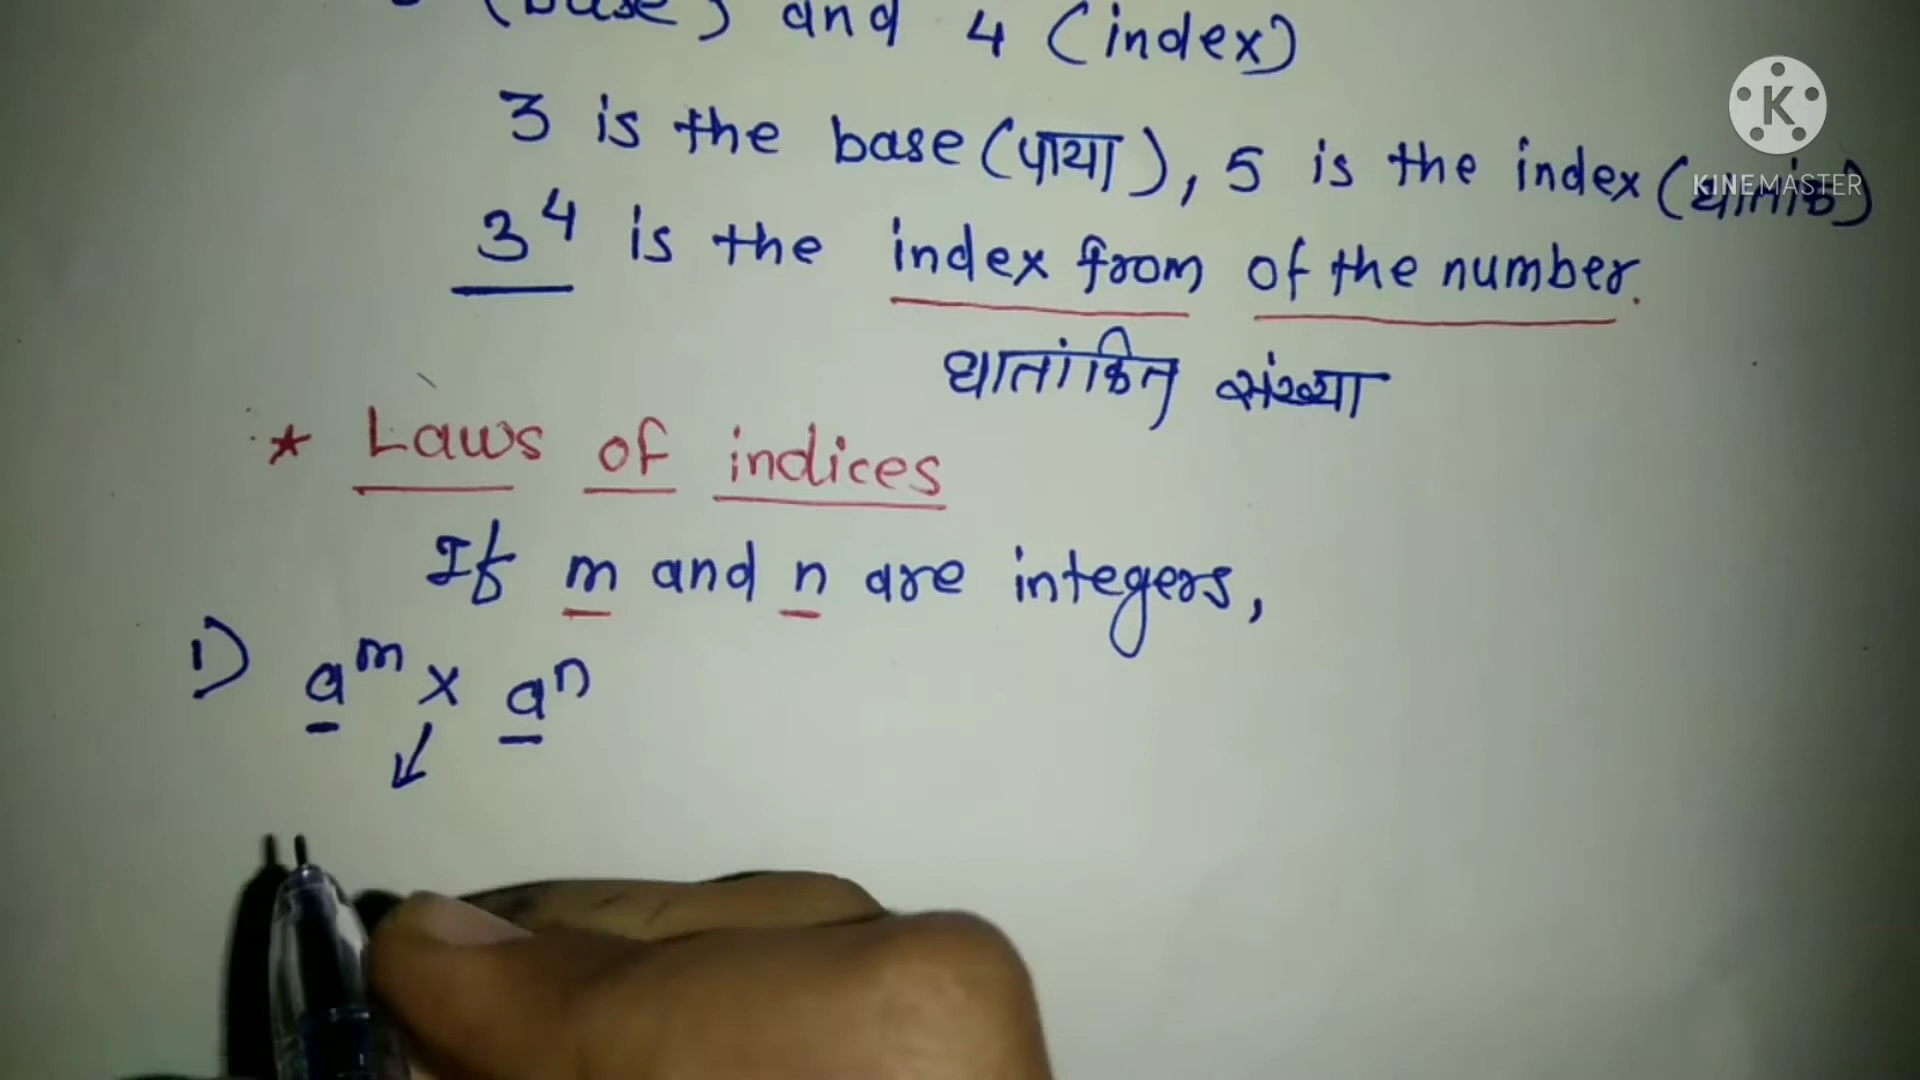 (base) and 4 (index)
3 is the base (पाया), 5 is the index (घातांक)
3⁴ is the index from of the number.
घातांकित संख्या
* Laws of indices
If m and n are integers,
1) aᵐ × aⁿ
K
KINEMASTER